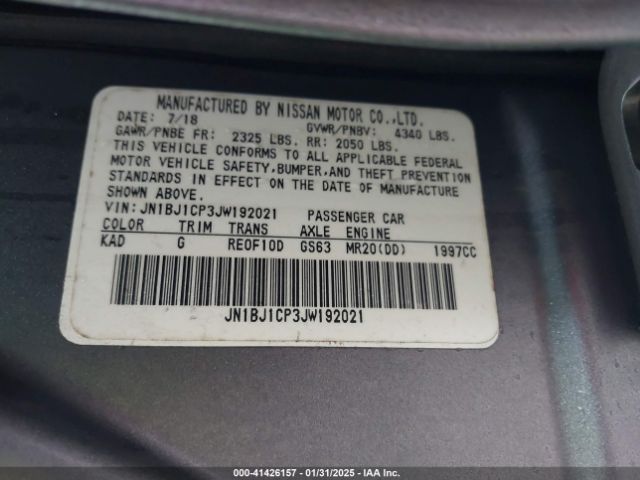 MANUFACTURED BY NISSAN MOTOR CO.,LTD.
DATE: 7/18 GVWR/PNBV: 4340 LBS.
GAWR/PNBE FR: 2325 LBS. RR: 2050 LBS.
THIS VEHICLE CONFORMS TO ALL APPLICABLE FEDERAL
MOTOR VEHICLE SAFETY,BUMPER,AND THEFT PREVENTION
STANDARDS IN EFFECT ON THE DATE OF MANUFACTURE
SHOWN ABOVE.
VIN:JN1BJ1CP3JW192021 PASSENGER CAR
COLOR TRIM TRANS AXLE ENGINE
KAD G RE0F10D GS63 MR20(DD) 1997CC
JN1BJ1CP3JW192021
000-41426157 - 01/31/2025 - IAA Inc.